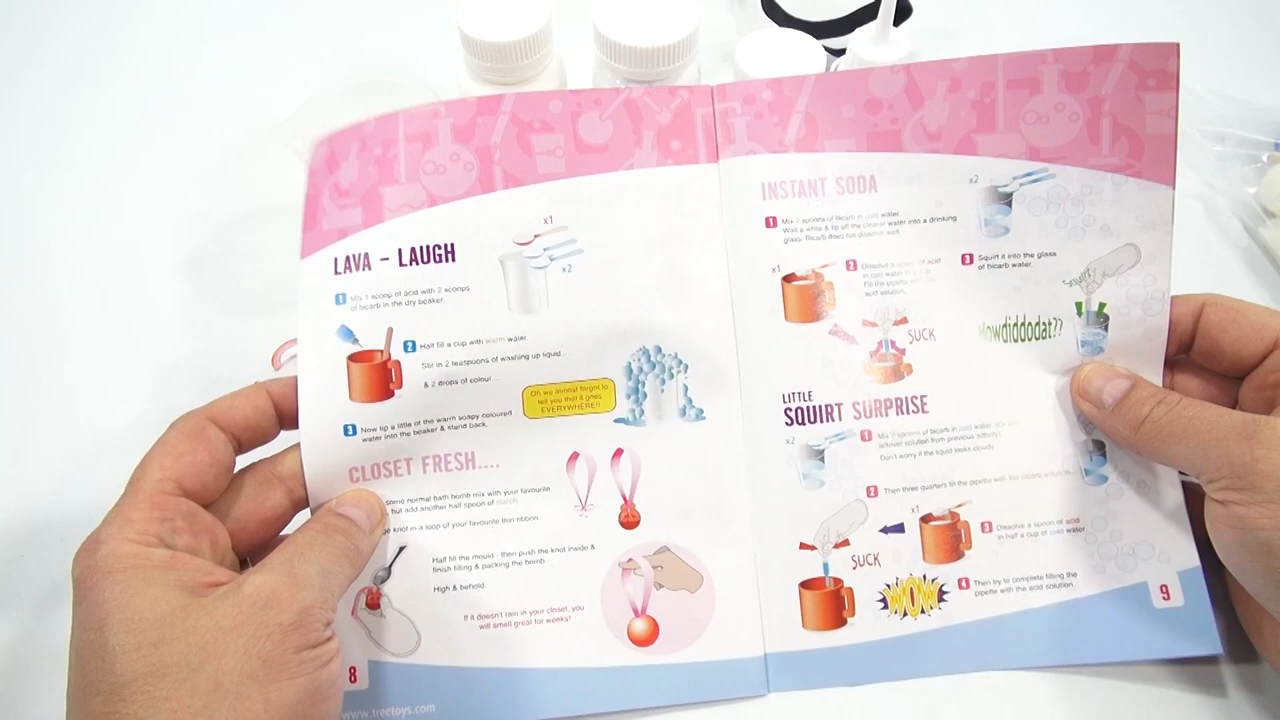 LAVA - LAUGH
x1
x2
1 Mix 1 scoop of acid with 2 scoops
of bicarb in the dry beaker.
2 Half fill a cup with warm water.
Stir in 2 teaspoons of washing up liquid...
& 2 drops of colour ...
Oh we almost forgot to
tell you that it goes
EVERYWHERE!!
3 Now tip a little of the warm soapy coloured
water into the beaker & stand back.
CLOSET FRESH....
some normal bath bomb mix with your favourite
but add another half spoon of starch.
knot in a loop of your favourite thin ribbon.
Half fill the mould - then push the knot inside &
finish filling & packing the bomb.
High & behold.
If it doesn't rain in your closet, you
will smell great for weeks!
8
www.treetoys.com
INSTANT SODA
x2
1 Mix 2 spoons of bicarb in cold water.
Wait a while & tip off the clearer water into a drinking
glass. Bicarb does not dissolve well.
x1
2 Dissolve a spoon of acid
in cold water in a cup
Fill the pipette with the
acid solution.
3 Squirt it into the glass
of bicarb water.
SUCK
Howdiddodat??
LITTLE
SQUIRT SURPRISE
x2
1 Mix 2 spoons of bicarb in cold water. (Or use
leftover solution from previous activity)
Don't worry if the liquid looks cloudy.
2 Then three quarters fill the pipette with the bicarb solution.
x1
3 Dissolve a spoon of acid
in half a cup of cold water.
SUCK
WOW
4 Then try to complete filling the
pipette with the acid solution.
9